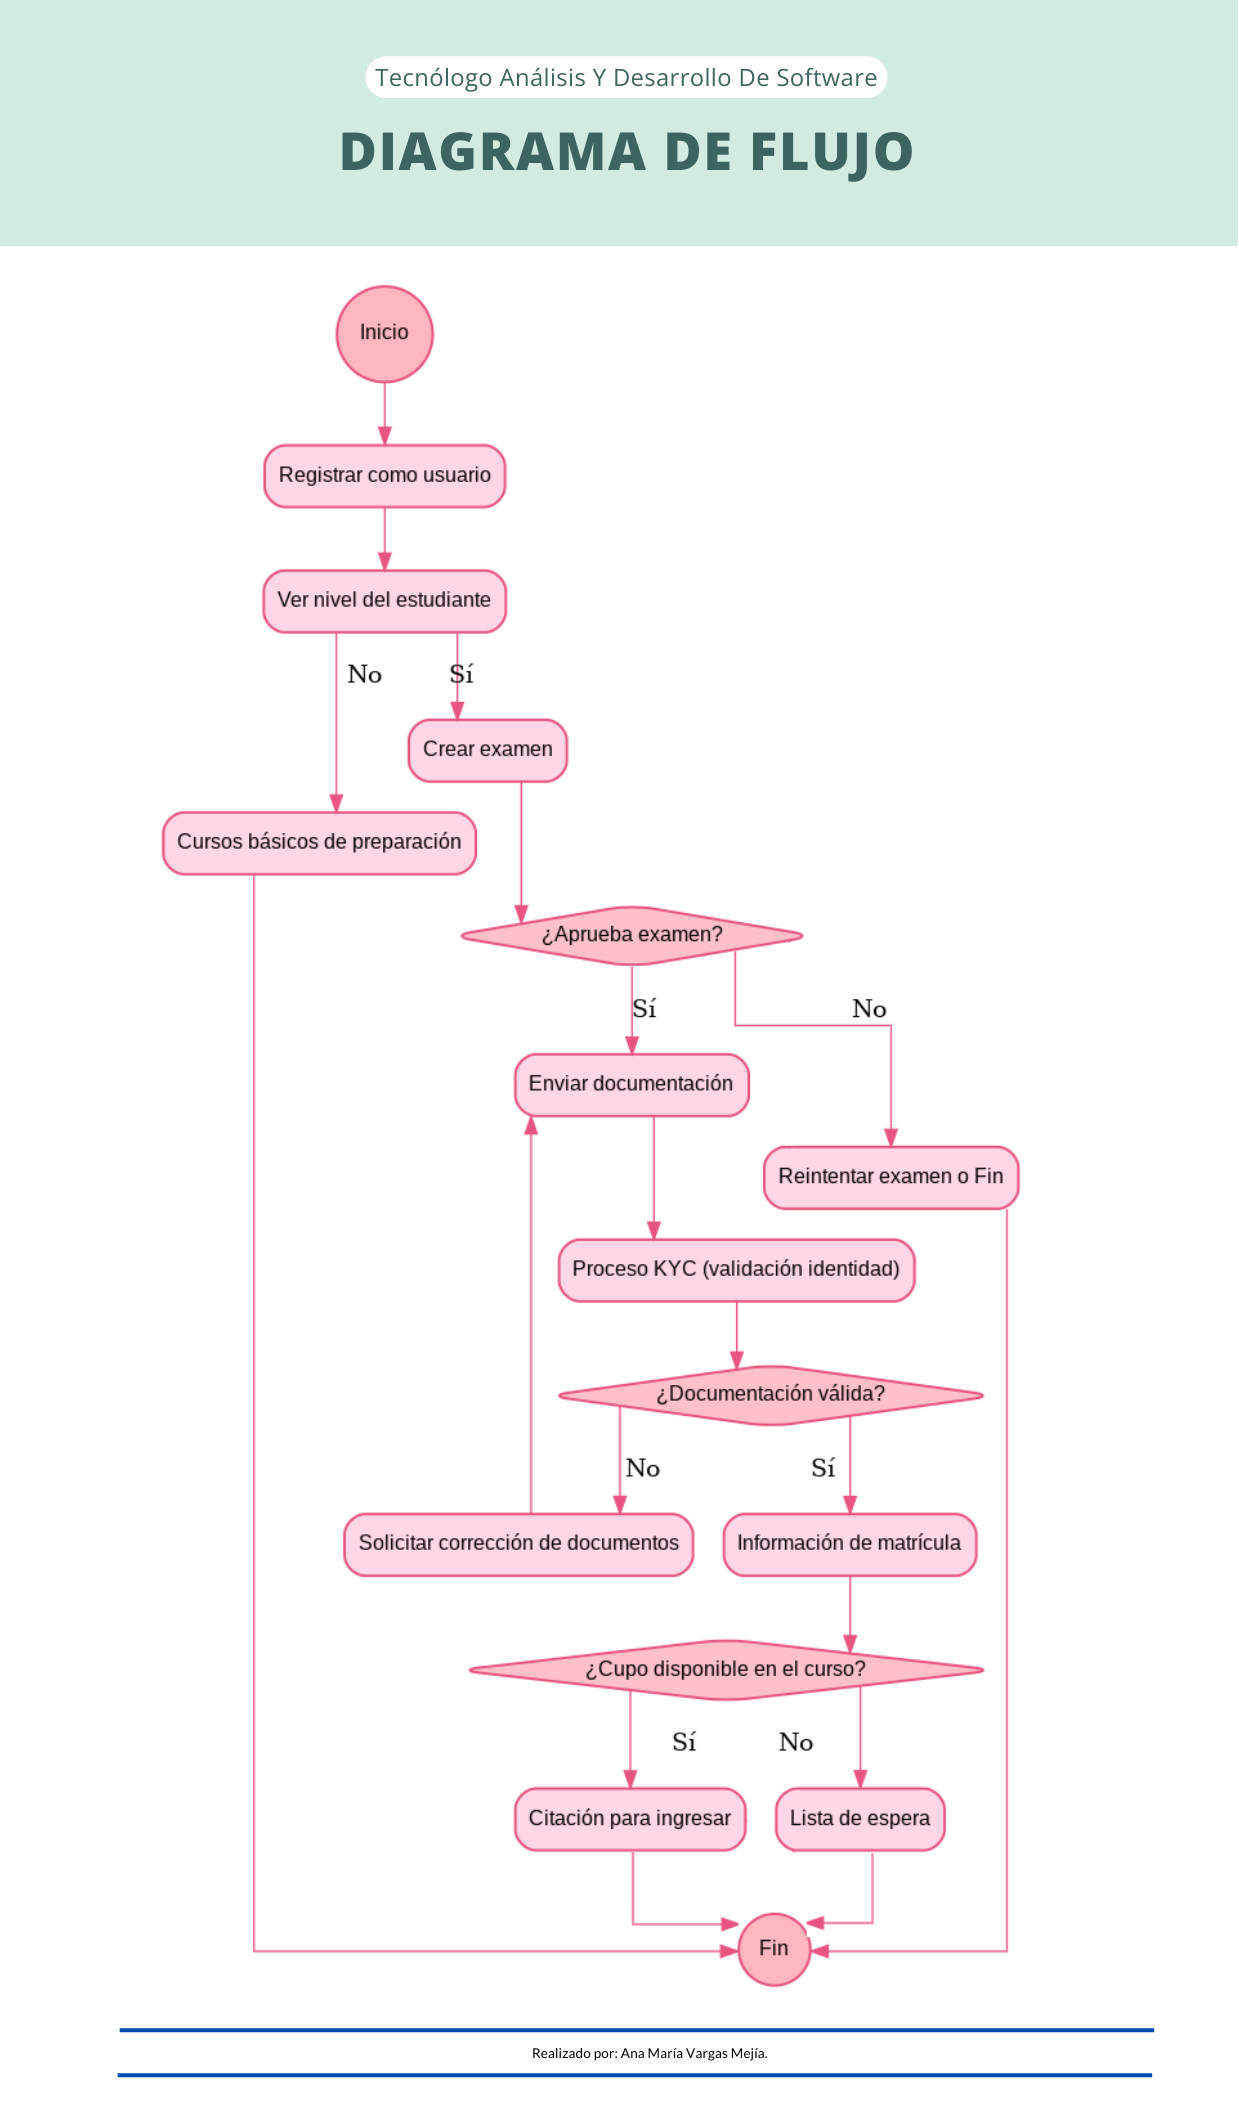 Tecnólogo Análisis Y Desarrollo De Software
DIAGRAMA DE FLUJO
Inicio
Registrar como usuario
Ver nivel del estudiante
No
Sí
Crear examen
Cursos básicos de preparación
¿Aprueba examen?
Sí
No
Enviar documentación
Reintentar examen o Fin
Proceso KYC (validación identidad)
¿Documentación válida?
No
Sí
Solicitar corrección de documentos
Información de matrícula
¿Cupo disponible en el curso?
Sí
No
Citación para ingresar
Lista de espera
Fin
Realizado por: Ana María Vargas Mejía.